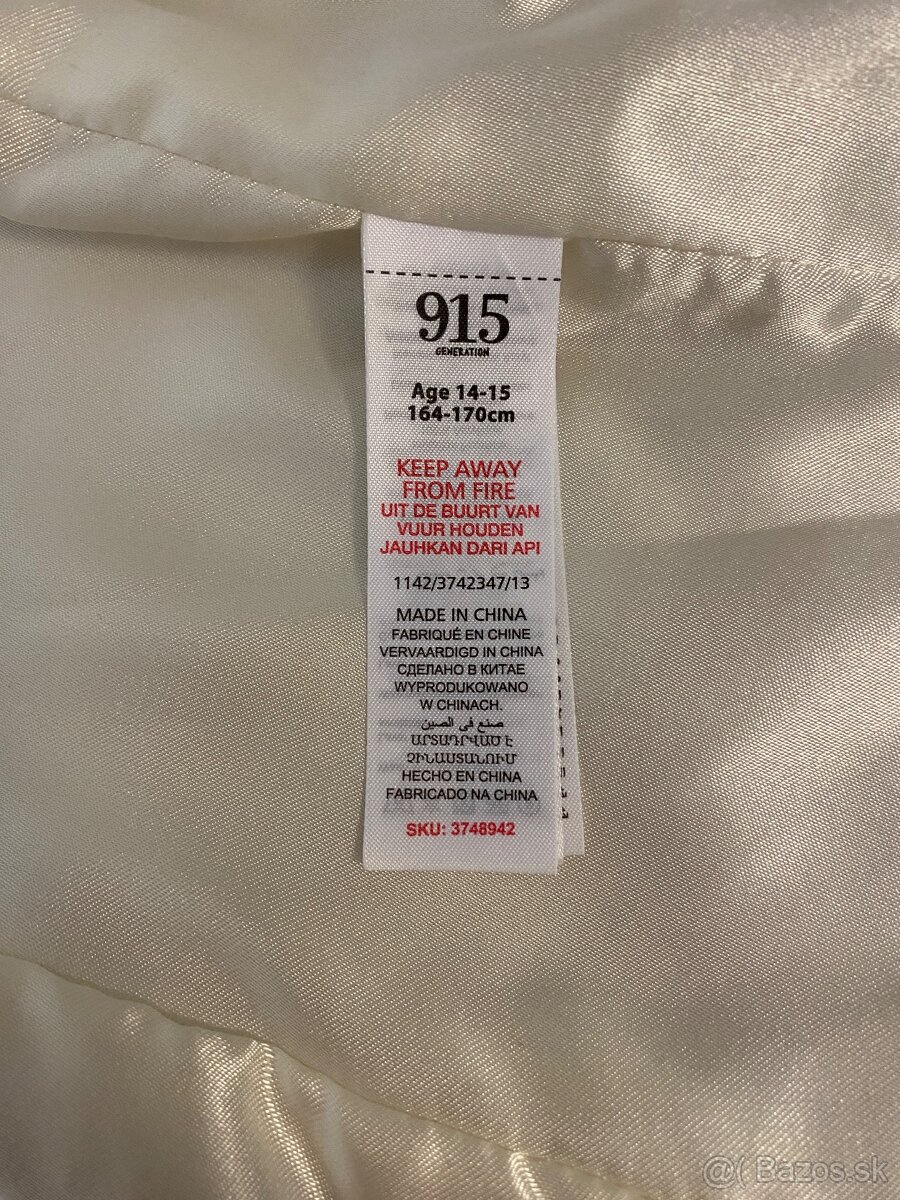 915
GENERATION
Age 14-15
164-170cm
KEEP AWAY
FROM FIRE
UIT DE BUURT VAN
VUUR HOUDEN
JAUHKAN DARI API
1142/3742347/13
MADE IN CHINA
FABRIQUÉ EN CHINE
VERVAARDIGD IN CHINA
СДЕЛАНО В КИТАЕ
WYPRODUKOWANO
W CHINACH.
صنع في الصين
ԱՐՏԱԴՐՎԱԾ Է
ՉԻՆԱՍՏԱՆՈՒՄ
HECHO EN CHINA
FABRICADO NA CHINA
SKU: 3748942
@( Bazos.sk